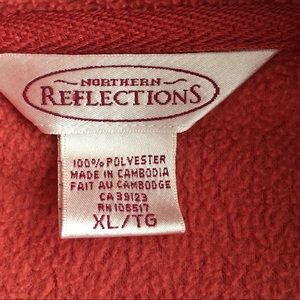 NORTHERN
REFLECTIONS
100% POLYESTER
MADE IN CAMBODIA
FAIT AU CAMBODGE
CA 39123
RN 106517
XL/TG